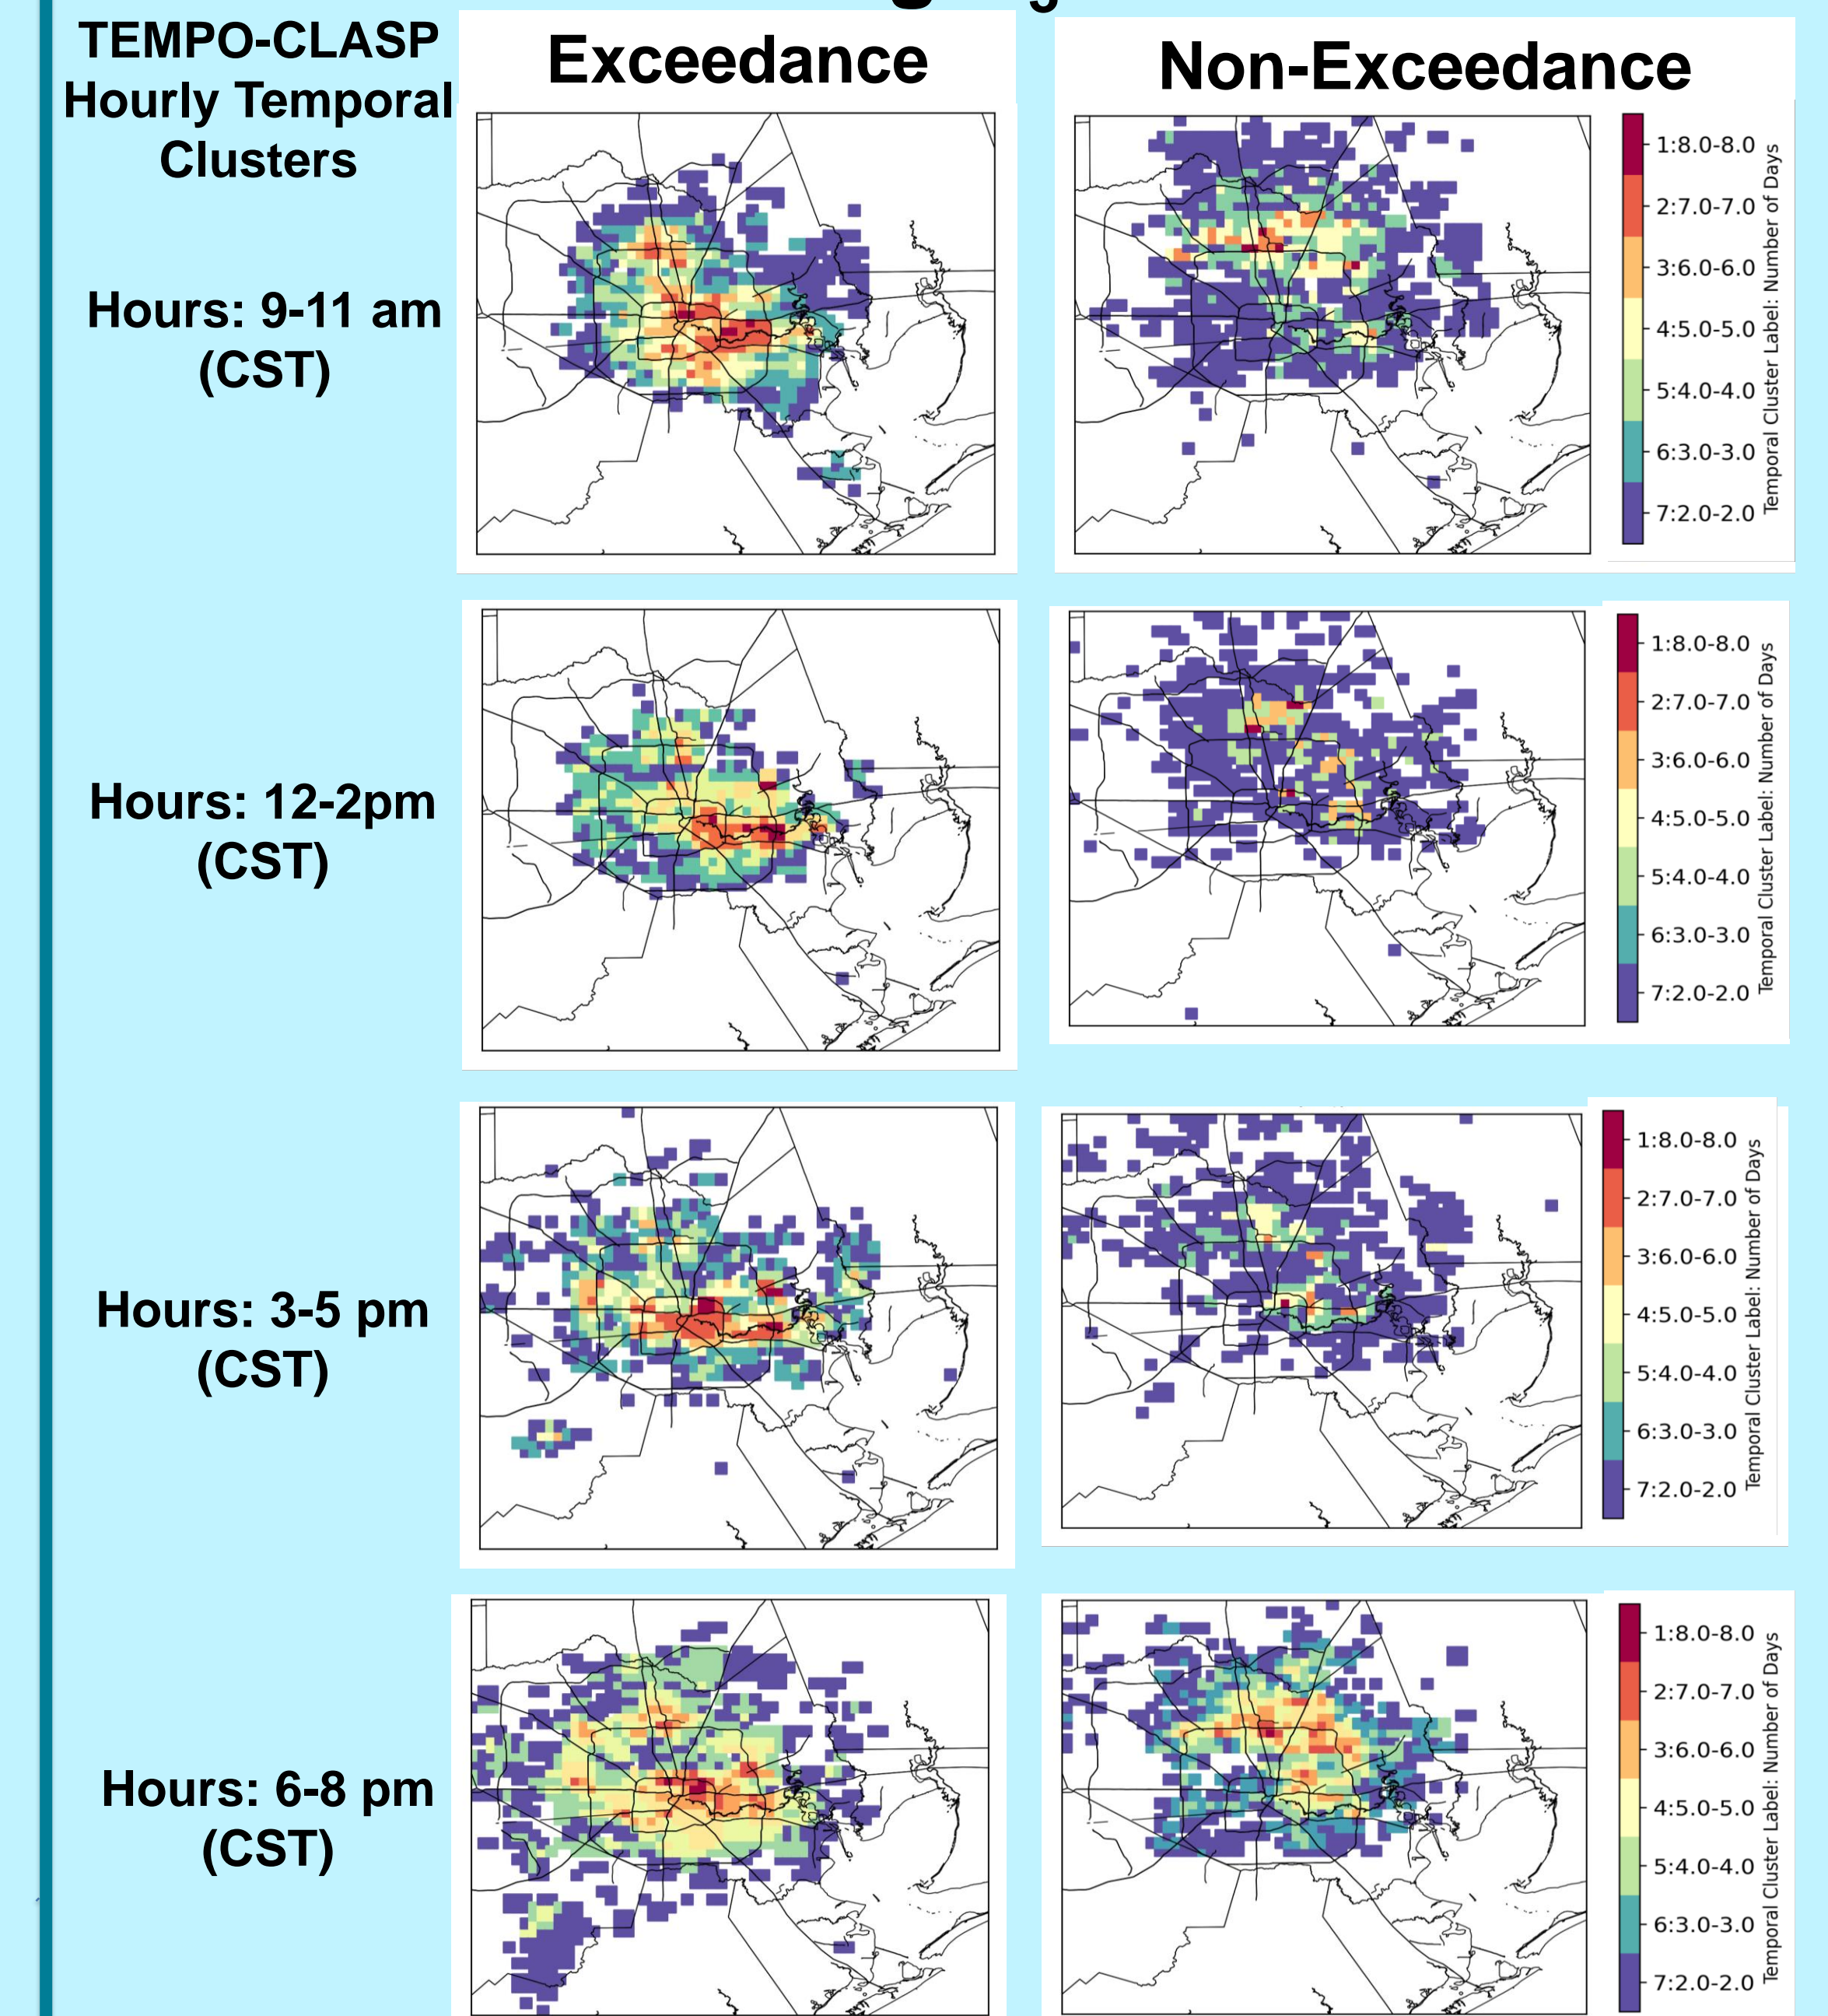 TEMPO-CLASP
Hourly Temporal
Clusters
Exceedance
Non-Exceedance
Hours: 9-11 am
(CST)
1:8.0-8.0
2:7.0-7.0
3:6.0-6.0
4:5.0-5.0
5:4.0-4.0
6:3.0-3.0
7:2.0-2.0
Temporal Cluster Label: Number of Days
Hours: 12-2pm
(CST)
1:8.0-8.0
2:7.0-7.0
3:6.0-6.0
4:5.0-5.0
5:4.0-4.0
6:3.0-3.0
7:2.0-2.0
Temporal Cluster Label: Number of Days
Hours: 3-5 pm
(CST)
1:8.0-8.0
2:7.0-7.0
3:6.0-6.0
4:5.0-5.0
5:4.0-4.0
6:3.0-3.0
7:2.0-2.0
Temporal Cluster Label: Number of Days
Hours: 6-8 pm
(CST)
1:8.0-8.0
2:7.0-7.0
3:6.0-6.0
4:5.0-5.0
5:4.0-4.0
6:3.0-3.0
7:2.0-2.0
Temporal Cluster Label: Number of Days